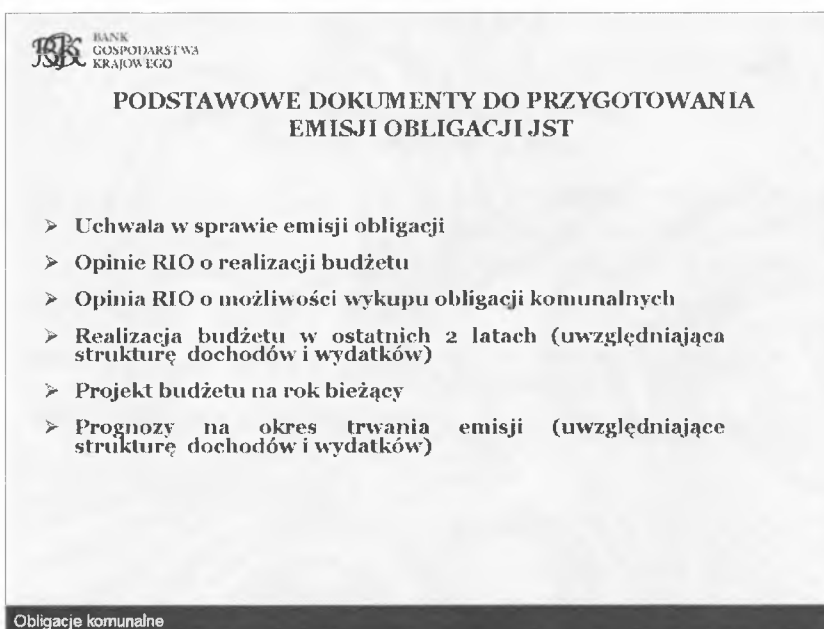 BGK
BANK
GOSPODARSTWA
KRAJOWEGO
PODSTAWOWE DOKUMENTY DO PRZYGOTOWANIA
EMISJI OBLIGACJI JST
➢ Uchwała w sprawie emisji obligacji
➢ Opinie RIO o realizacji budżetu
➢ Opinia RIO o możliwości wykupu obligacji komunalnych
➢ Realizacja budżetu w ostatnich 2 latach (uwzględniająca
strukturę dochodów i wydatków)
➢ Projekt budżetu na rok bieżący
➢ Prognozy na okres trwania emisji (uwzględniające
strukturę dochodów i wydatków)
Obligacje komunalne